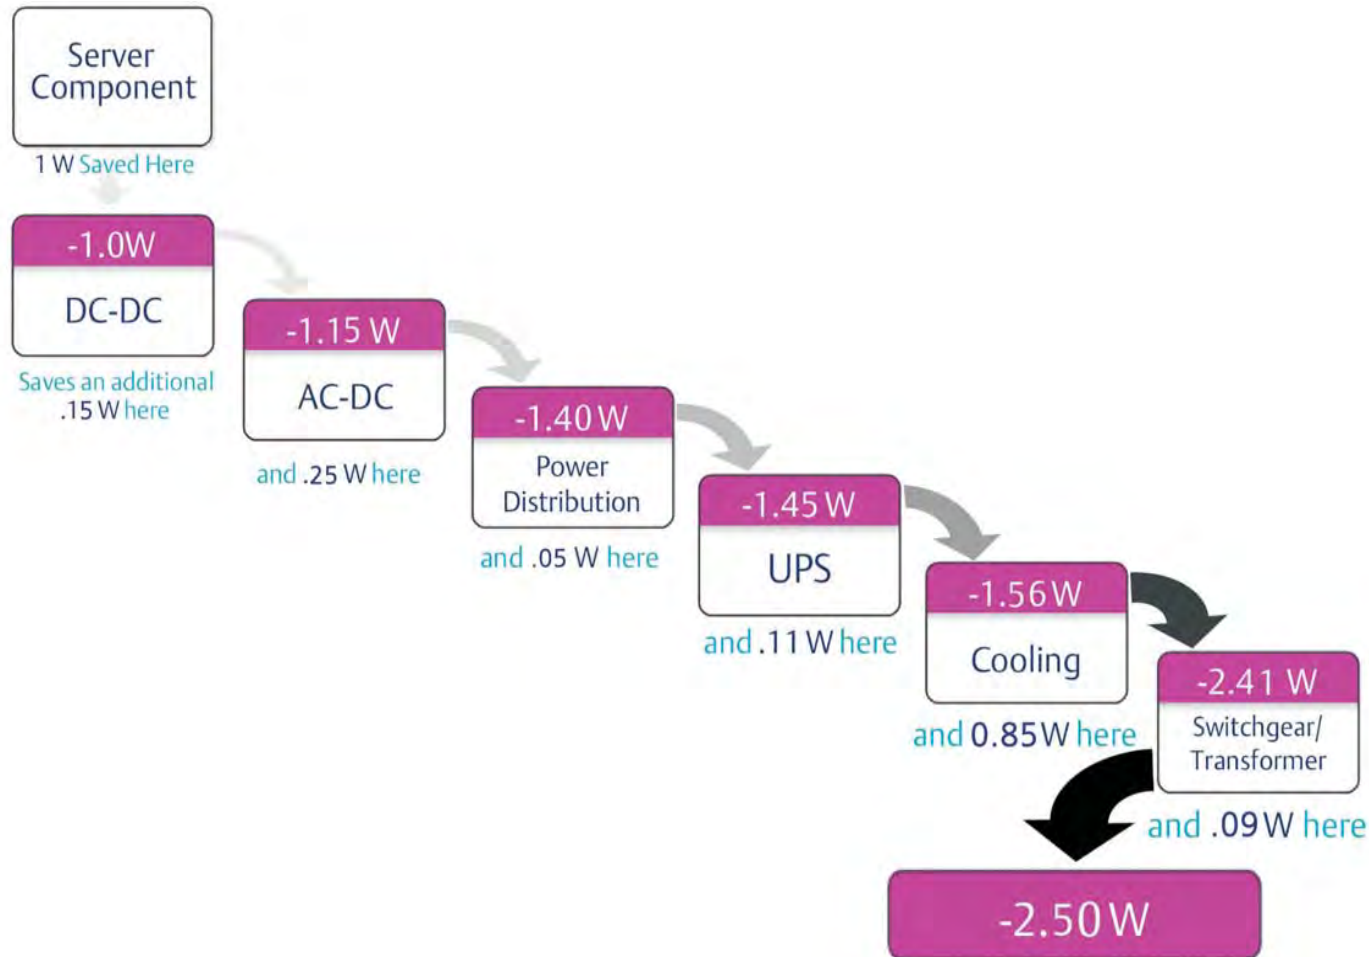 Server
Component
1 W Saved Here
-1.0W
DC-DC
Saves an additional
.15 W here
-1.15 W
AC-DC
and .25 W here
-1.40 W
Power
Distribution
and .05 W here
-1.45 W
UPS
and .11 W here
-1.56 W
Cooling
and 0.85W here
-2.41 W
Switchgear/
Transformer
and .09 W here
-2.50 W